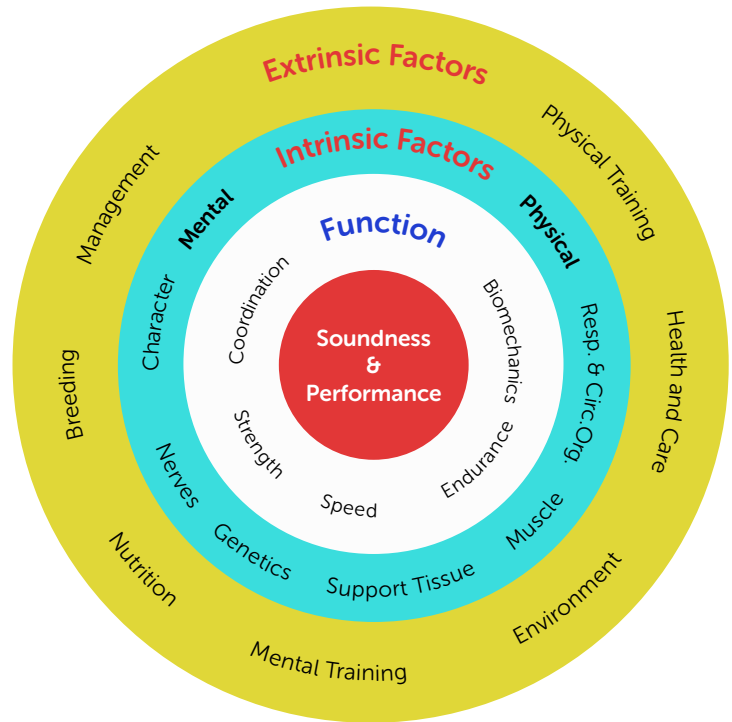 Extrinsic Factors
Physical Training
Health and Care
Environment
Mental Training
Nutrition
Breeding
Management
Intrinsic Factors
Physical
Resp. & Circ.Org.
Muscle
Support Tissue
Genetics
Nerves
Character
Mental
Function
Biomechanics
Endurance
Speed
Strength
Coordination
Soundness
&
Performance